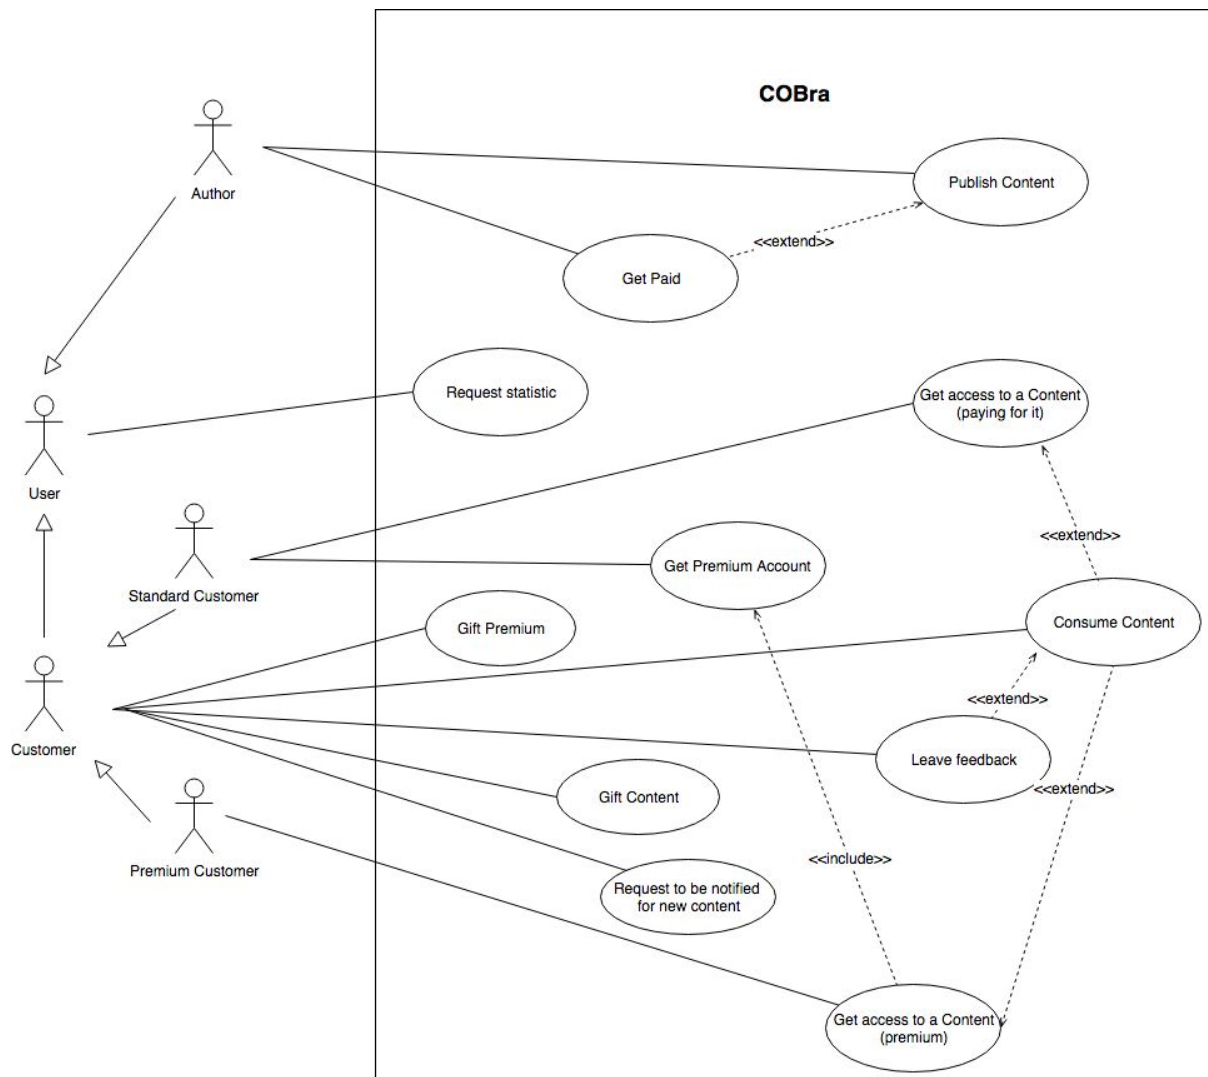 COBra
Author
Publish Content
<<extend>>
Get Paid
Request statistic
Get access to a Content
(paying for it)
User
<<extend>>
Get Premium Account
Standard Customer
Gift Premium
Consume Content
<<extend>>
Customer
Leave feedback
<<extend>>
Gift Content
<<include>>
Premium Customer
Request to be notified
for new content
Get access to a Content
(premium)